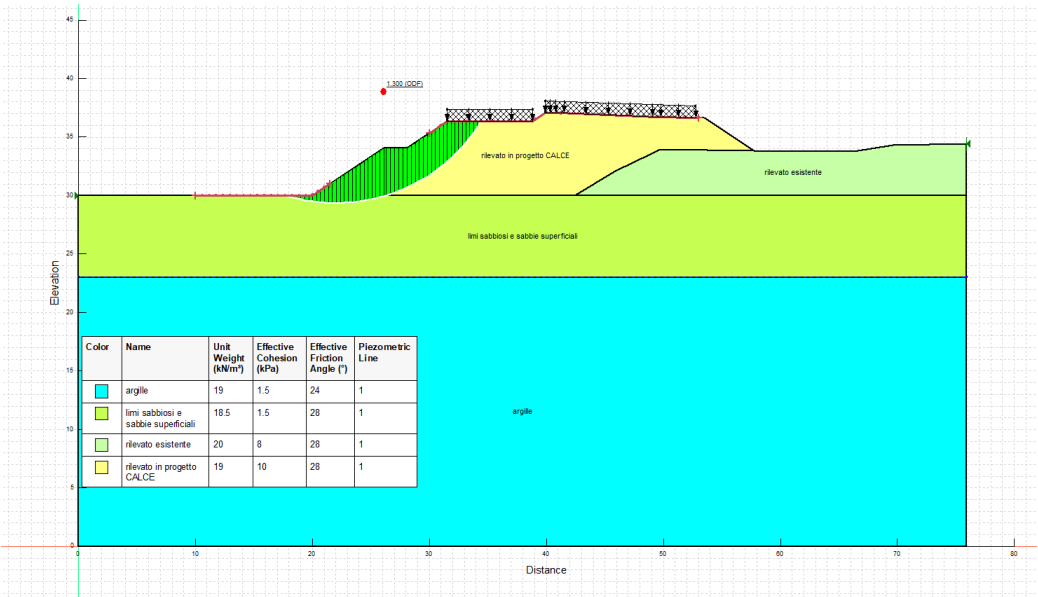 45
40
35
30
25
20
15
10
5
0
Elevation
1,300 (ODF)
rilevato in progetto CALCE
rilevato esistente
limi sabbiosi e sabbie superficiali
argille
Color Name Unit Weight (kN/m³) Effective Cohesion (kPa) Effective Friction Angle (°) Piezometric Line
argille 19 1.5 24 1
limi sabbiosi e sabbie superficiali 18.5 1.5 28 1
rilevato esistente 20 8 28 1
rilevato in progetto CALCE 19 10 28 1
0 10 20 30 40 50 60 70 80
Distance